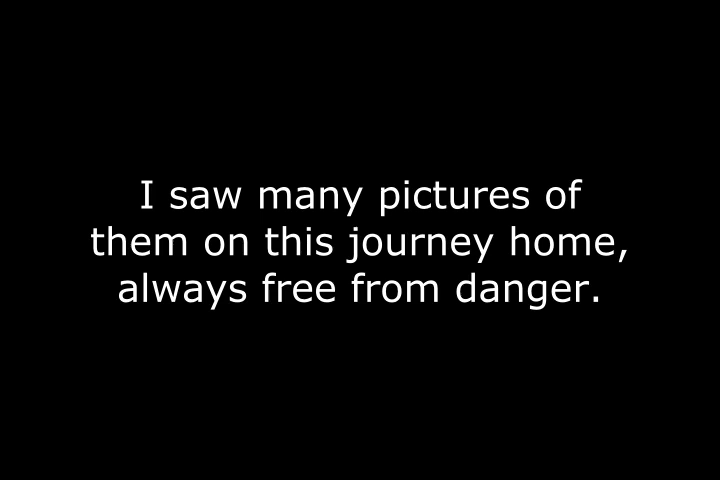 I saw many pictures of
them on this journey home,
always free from danger.